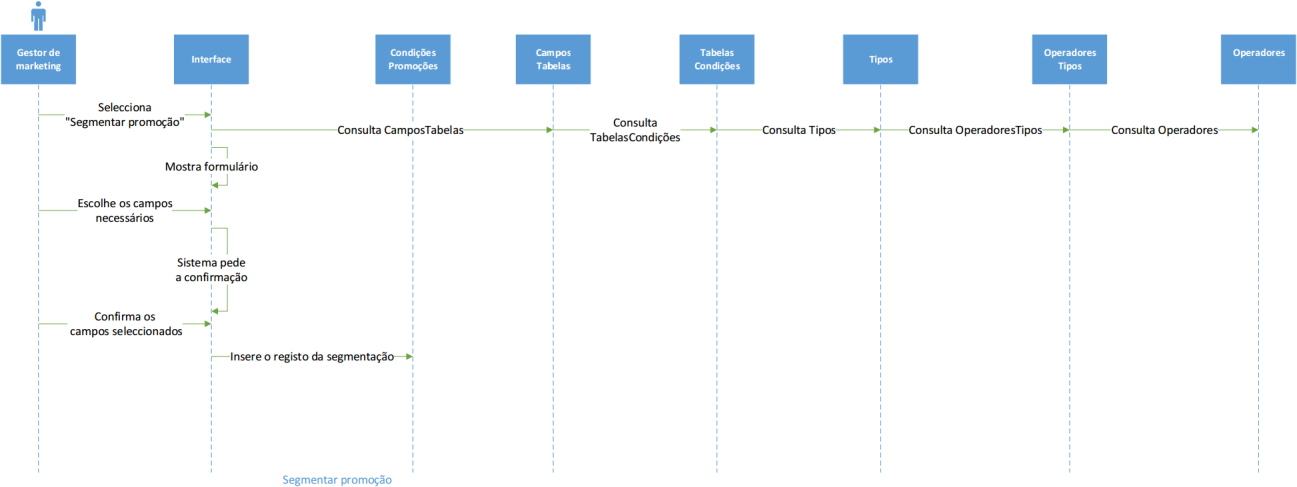 Gestor de
marketing
Interface
Condições
Promoções
Campos
Tabelas
Tabelas
Condições
Tipos
Operadores
Tipos
Operadores
Selecciona
"Segmentar promoção"
Consulta CamposTabelas
Consulta
TabelasCondições
Consulta Tipos
Consulta OperadoresTipos
Consulta Operadores
Mostra formulário
Escolhe os campos
necessários
Sistema pede
a confirmação
Confirma os
campos seleccionados
Insere o registo da segmentação
Segmentar promoção